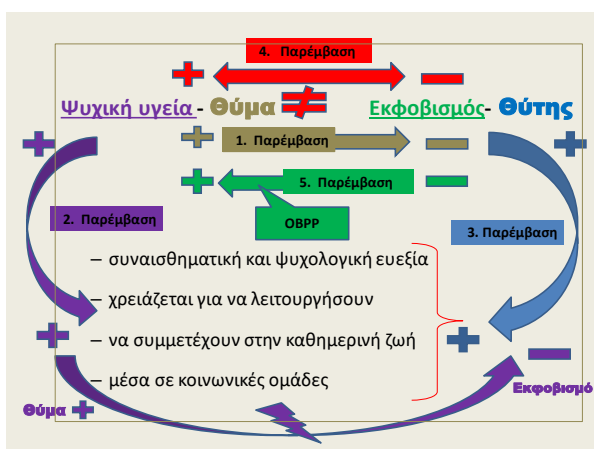 4. Παρέμβαση
Ψυχική υγεία - Θύμα ≠ Εκφοβισμός- Θύτης
1. Παρέμβαση
5. Παρέμβαση
2. Παρέμβαση
OBPP
3. Παρέμβαση
– συναισθηματική και ψυχολογική ευεξία
– χρειάζεται για να λειτουργήσουν
– να συμμετέχουν στην καθημερινή ζωή
– μέσα σε κοινωνικές ομάδες
Εκφοβισμό
Θύμα